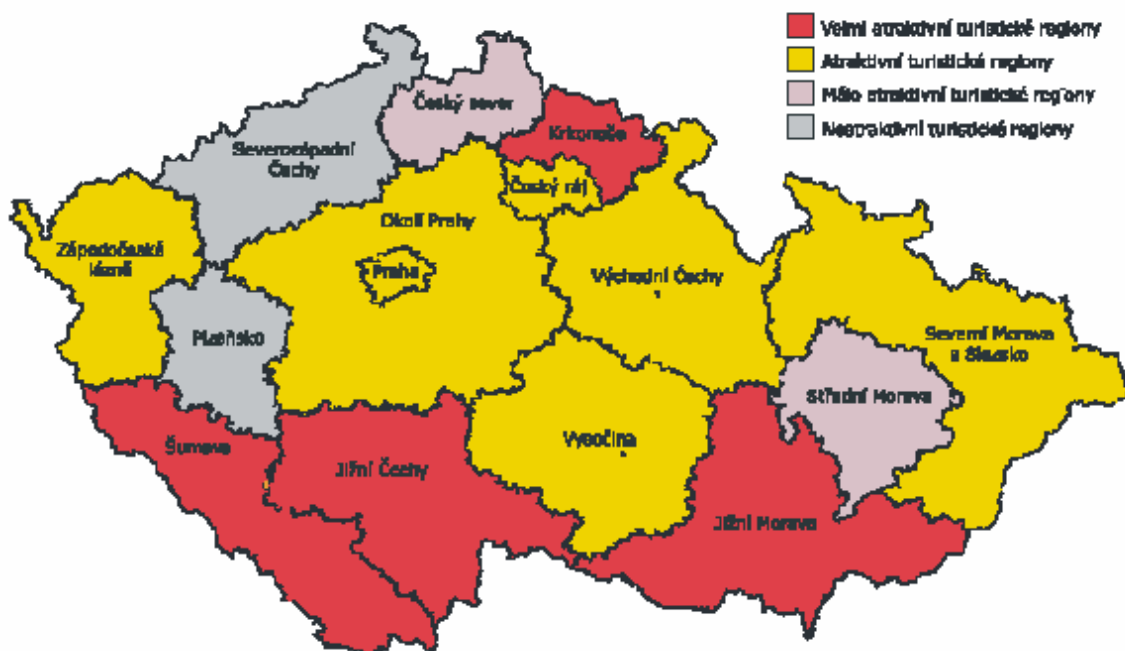 Velmi atraktivní turistické regiony
Atraktivní turistické regiony
Málo atraktivní turistické regiony
Neatraktivní turistické regiony
Český sever
Krkonoše
Severozápadní
Čechy
Český ráj
Okolí Prahy
Západočeské
lázně
Praha
Východní Čechy
Plzeňsko
Severní Morava
a Slezsko
Střední Morava
Šumava
Vysočina
Jižní Čechy
Jižní Morava